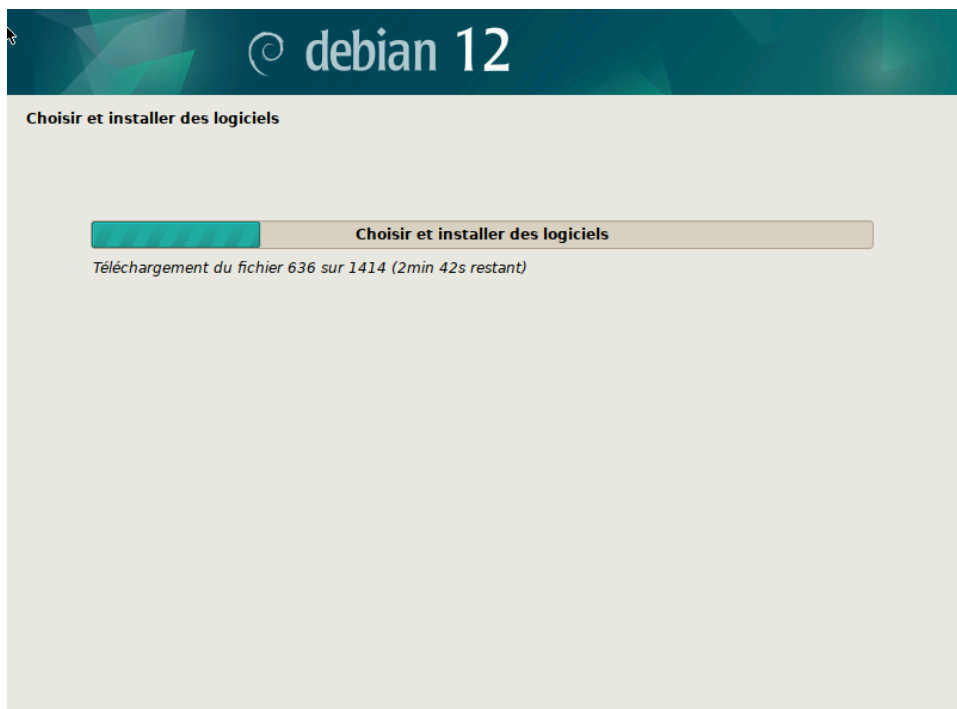 debian 12
Choisir et installer des logiciels
Choisir et installer des logiciels
Téléchargement du fichier 636 sur 1414 (2min 42s restant)